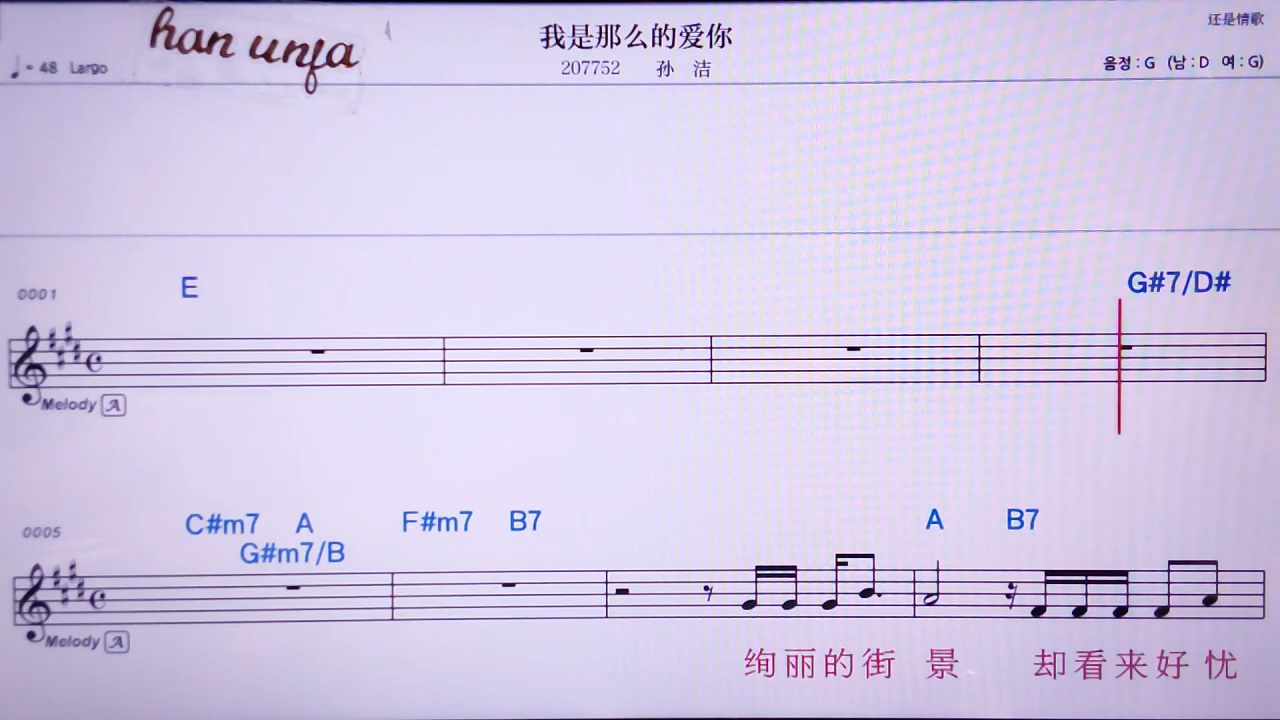 han unja
我是那么的爱你
还是情歌
♩= 48 Largo
207752 孙 洁
음정 : G (남 : D 여 : G)
0001
E
G#7/D#
Melody A
0005
C#m7 A F#m7 B7 A B7
G#m7/B
Melody A
绚丽的街 景 却看来好 忧